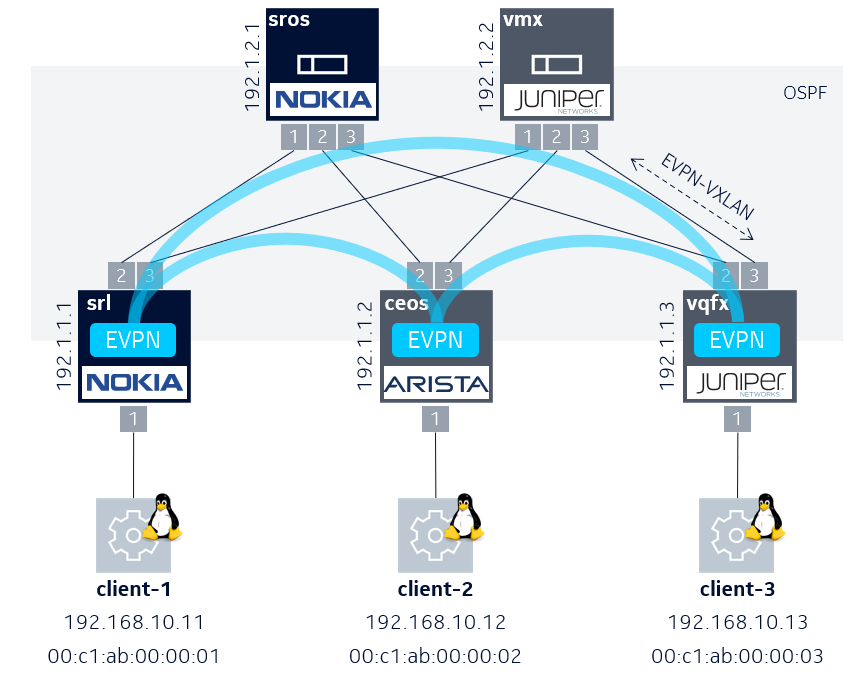 sros
192.1.2.1
NOKIA
1 2 3
vmx
192.1.2.2
JUNIPER
NETWORKS
1 2 3
OSPF
EVPN-VXLAN
2 3
srl
192.1.1.1
EVPN
NOKIA
1
2 3
ceos
192.1.1.2
EVPN
ARISTA
1
2 3
vqfx
192.1.1.3
EVPN
JUNIPER
NETWORKS
1
client-1
192.168.10.11
00:c1:ab:00:00:01
client-2
192.168.10.12
00:c1:ab:00:00:02
client-3
192.168.10.13
00:c1:ab:00:00:03